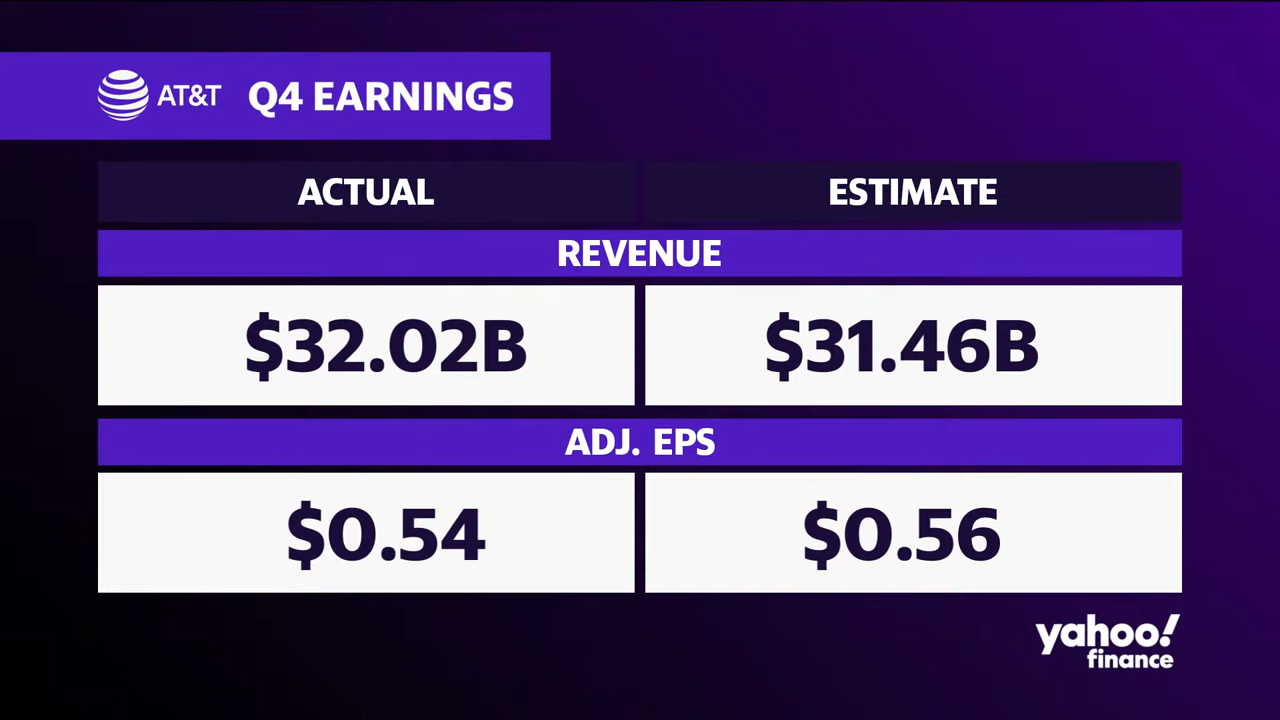 AT&T Q4 EARNINGS
ACTUAL ESTIMATE
REVENUE
$32.02B $31.46B
ADJ. EPS
$0.54 $0.56
yahoo!
finance